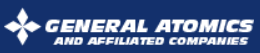 GENERAL ATOMICS
AND AFFILIATED COMPANIES